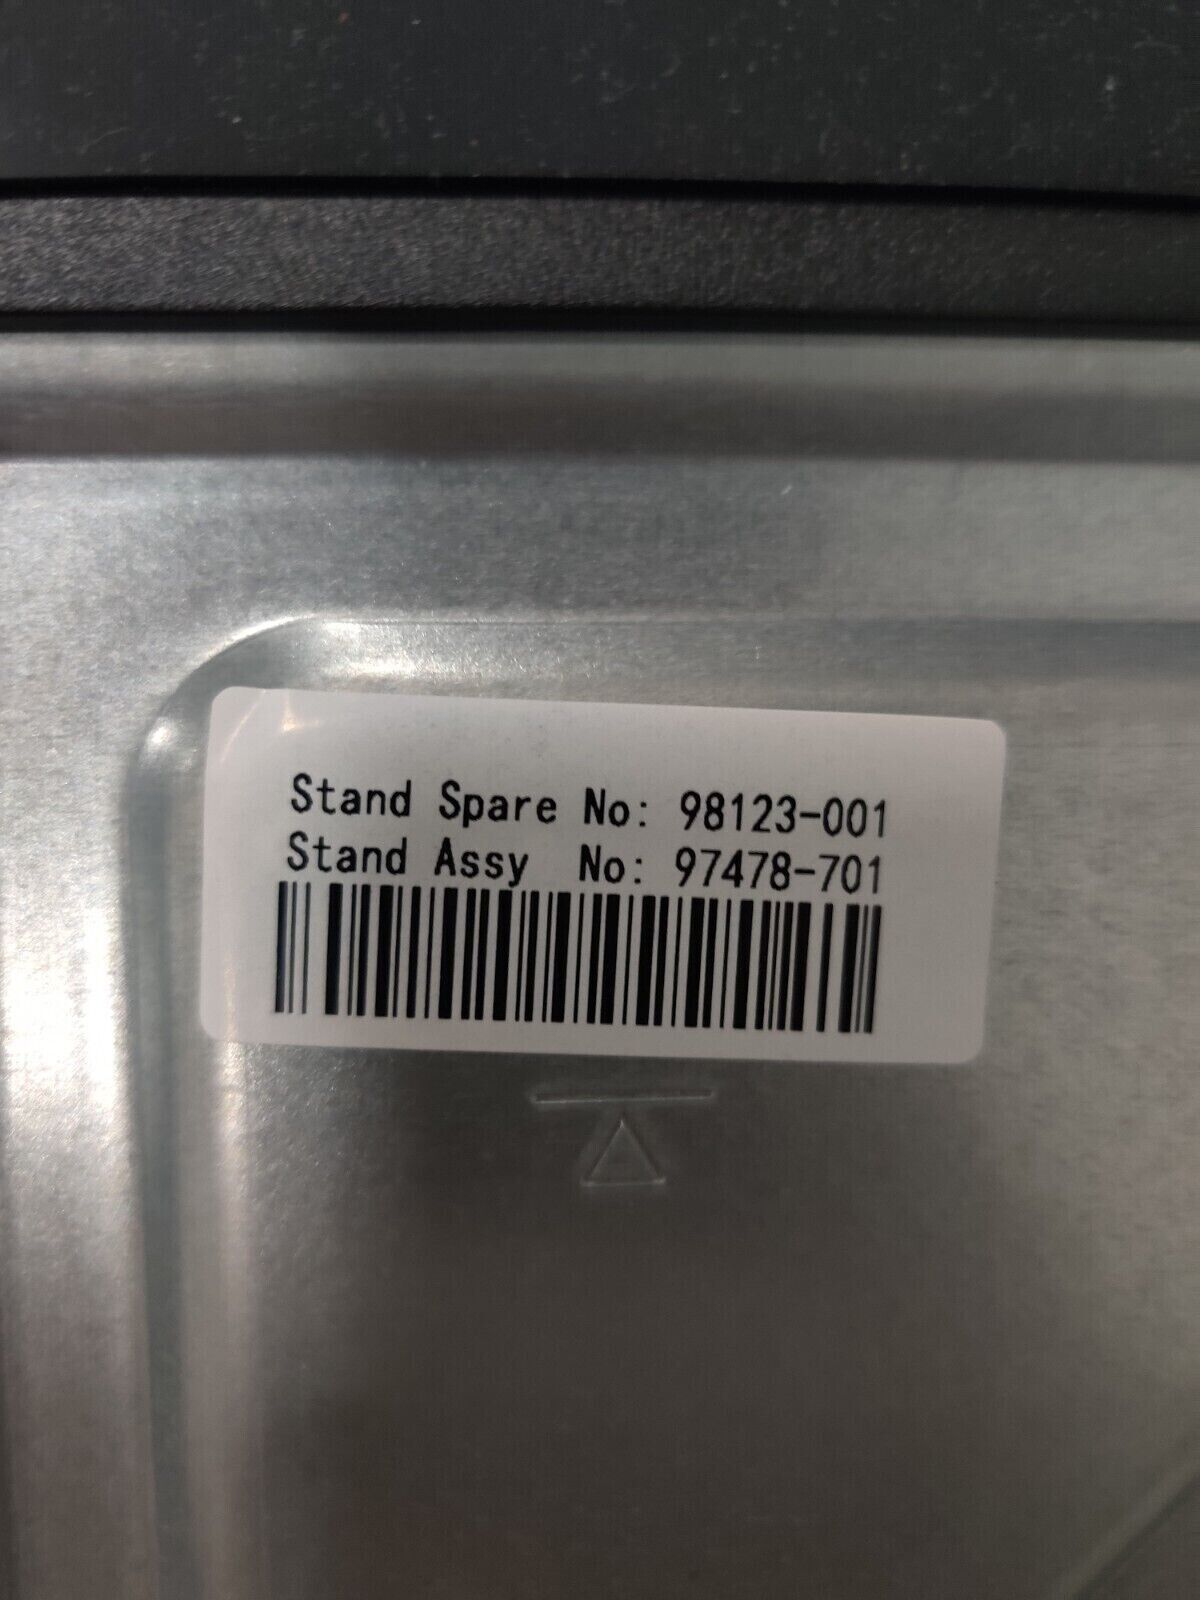 Stand Spare No: 98123-001
Stand Assy No: 97478-701